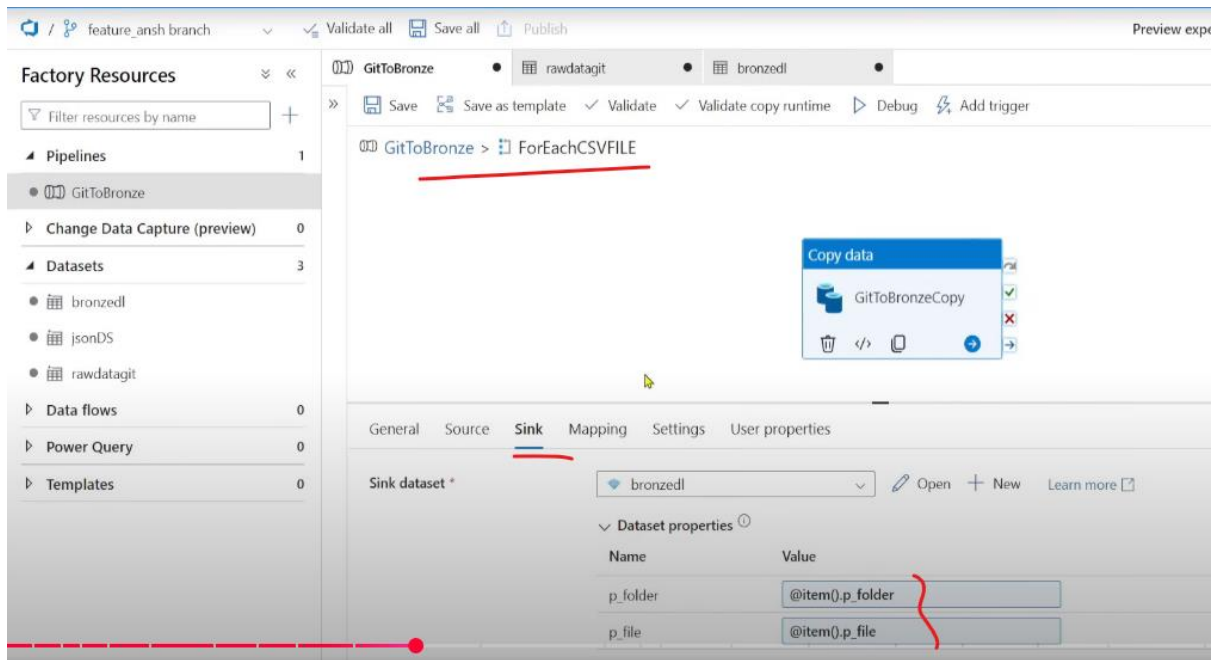 / feature_ansh branch
Validate all Save all Publish
Preview expe
Factory Resources
Filter resources by name
Pipelines 1
GitToBronze
Change Data Capture (preview) 0
Datasets 3
bronzedl
jsonDS
rawdatagit
Data flows 0
Power Query 0
Templates 0
GitToBronze rawdatagit bronzedl
Save Save as template Validate Validate copy runtime Debug Add trigger
GitToBronze > ForEachCSVFILE
Copy data
GitToBronzeCopy
General Source Sink Mapping Settings User properties
Sink dataset * bronzedl Open New Learn more
Dataset properties
Name Value
p_folder @item().p_folder
p_file @item().p_file